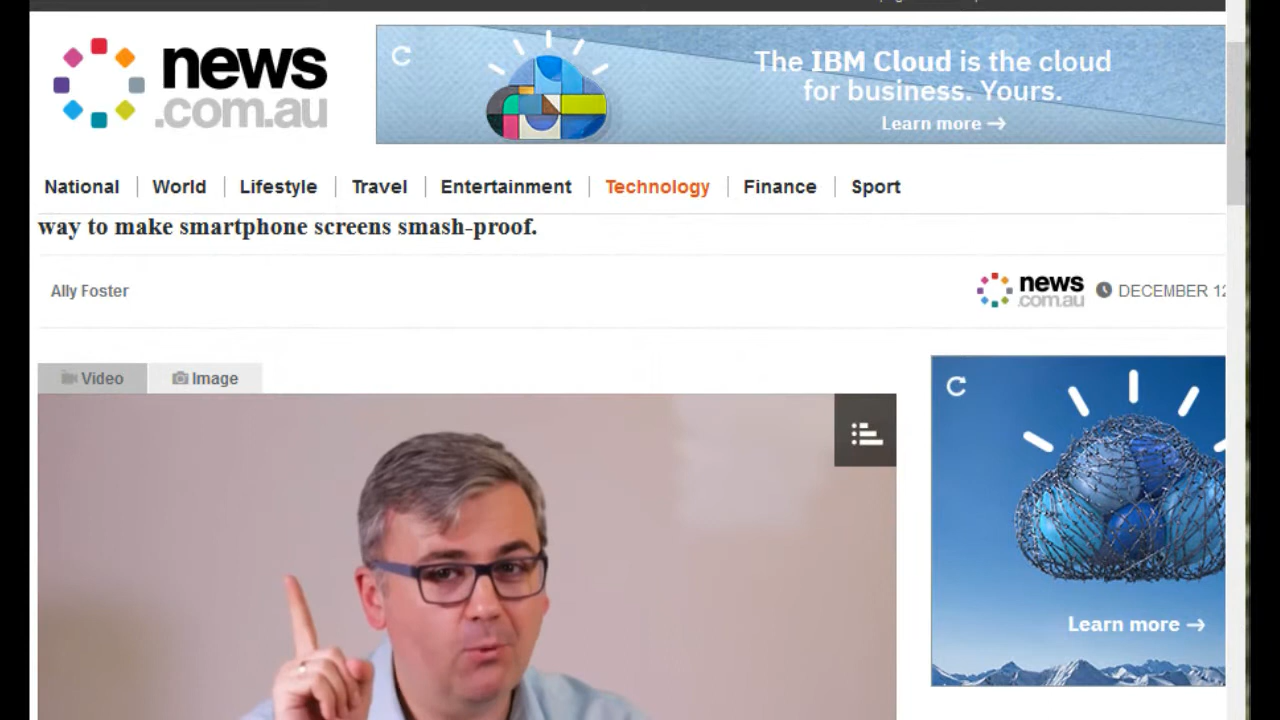 news
.com.au
The IBM Cloud is the cloud
for business. Yours.
Learn more →
National
World
Lifestyle
Travel
Entertainment
Technology
Finance
Sport
way to make smartphone screens smash-proof.
Ally Foster
news
.com.au
DECEMBER 12
Video
Image
Learn more →